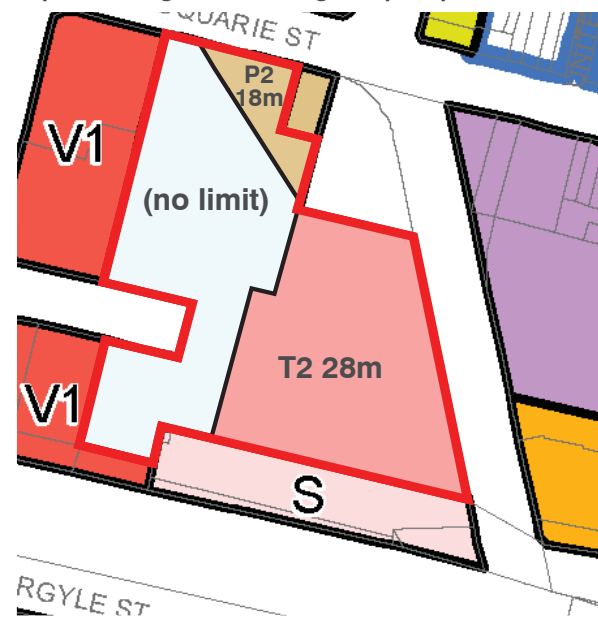 QUARIE ST
P2
18m
V1
(no limit)
T2 28m
V1
S
RGYLE ST